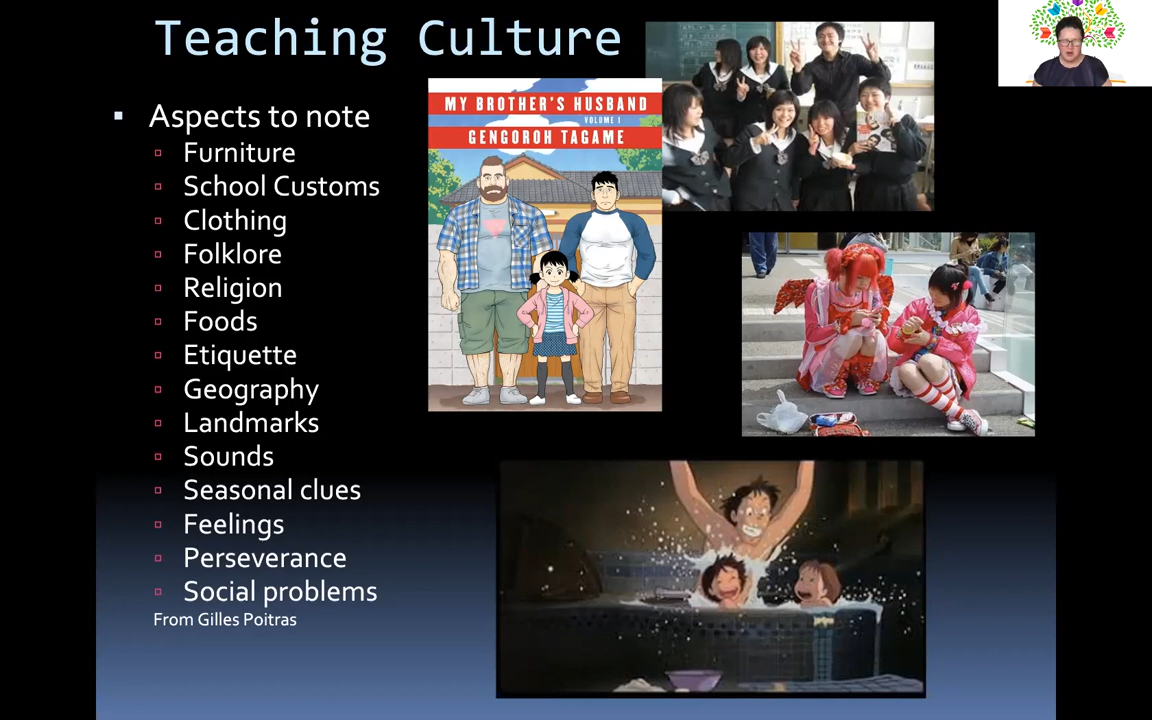 Teaching Culture
Aspects to note
Furniture
School Customs
Clothing
Folklore
Religion
Foods
Etiquette
Geography
Landmarks
Sounds
Seasonal clues
Feelings
Perseverance
Social problems
From Gilles Poitras
MY BROTHER'S HUSBAND
VOLUME 1
GENGOROH TAGAME